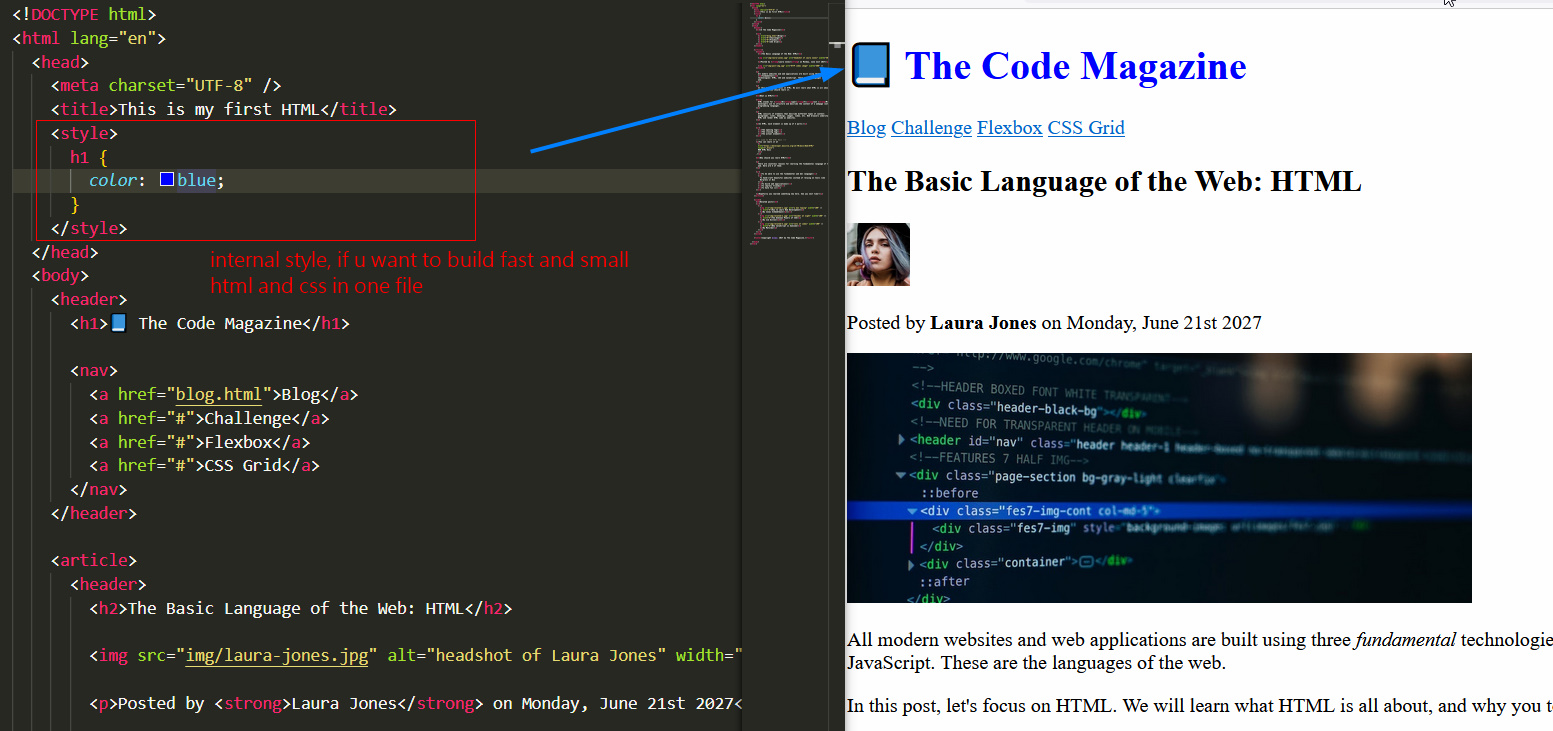 <!DOCTYPE html>
<html lang="en">
<head>
<meta charset="UTF-8" />
<title>This is my first HTML</title>
<style>
h1 {
color: blue;
}
</style>
</head>
internal style, if u want to build fast and small
html and css in one file
<body>
<header>
<h1>📘 The Code Magazine</h1>
<nav>
<a href="blog.html">Blog</a>
<a href="#">Challenge</a>
<a href="#">Flexbox</a>
<a href="#">CSS Grid</a>
</nav>
</header>
<article>
<header>
<h2>The Basic Language of the Web: HTML</h2>
<img src="img/laura-jones.jpg" alt="headshot of Laura Jones" width="
<p>Posted by <strong>Laura Jones</strong> on Monday, June 21st 2027<
📘 The Code Magazine
Blog Challenge Flexbox CSS Grid
The Basic Language of the Web: HTML
Posted by Laura Jones on Monday, June 21st 2027
http://www.google.com/chrome" target=
-->
<!--HEADER BOXED FONT WHITE TRANSPARENT-->
<div class="header-black-bg"></div>
<!--NEED FOR TRANSPARENT HEADER ON MOBILE-->
<header id="nav" class="header header-1
<!--FEATURES 7 HALF IMG-->
<div class="page-section bg-gray-light clearfix">
::before
<div class="fes7-img-cont col-md-5">
<div class="fes7-img" style=
</div>
<div class="container"></div>
::after
</div>
All modern websites and web applications are built using three fundamental technologie
JavaScript. These are the languages of the web.
In this post, let's focus on HTML. We will learn what HTML is all about, and why you t